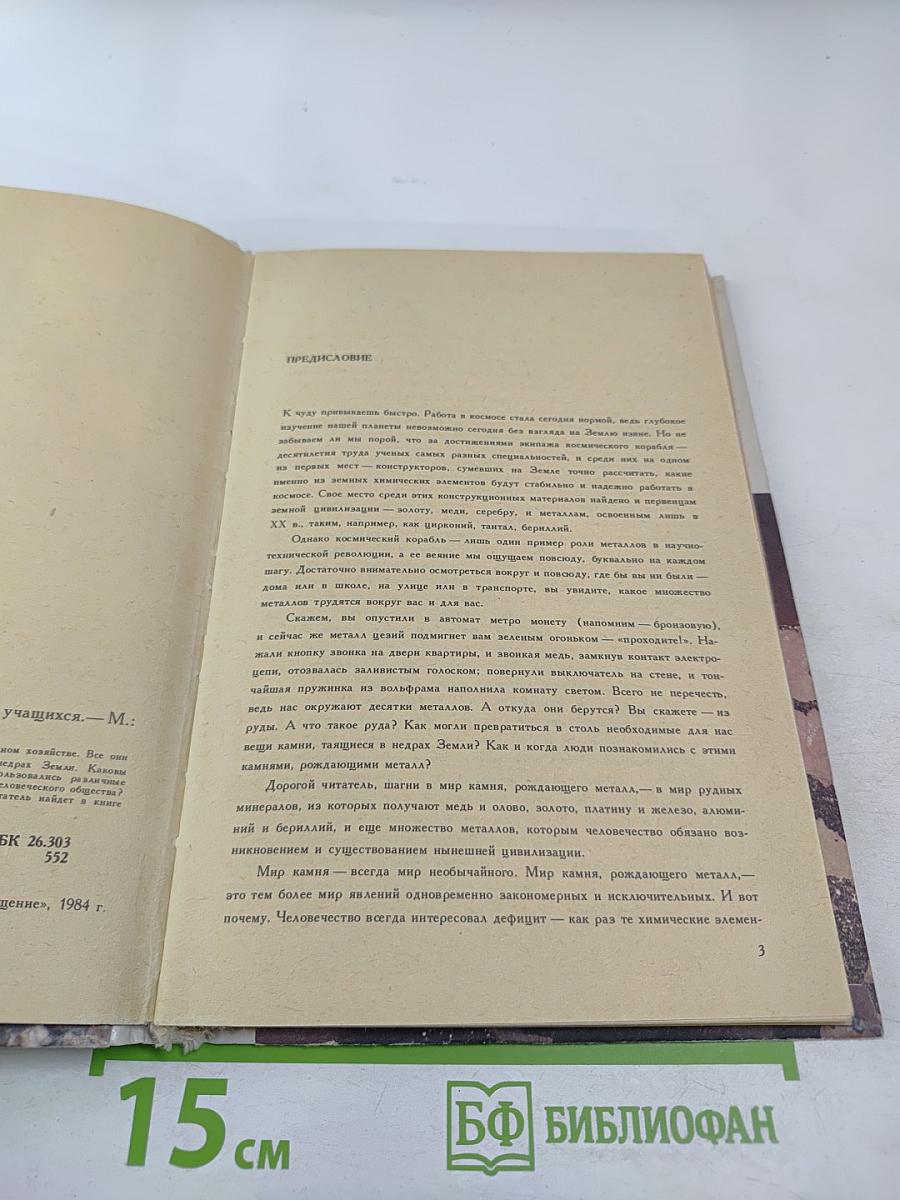 учащихся.— М.:
ном хозяйстве. Все они
недрах Земли. Каковы
ользовались различные
еловеческого общества?
татель найдет в книге
БК 26.303
552
щение», 1984 г.
ПРЕДИСЛОВИЕ
К чуду привыкаешь быстро. Работа в космосе стала сегодня нормой, ведь глубокое
изучение нашей планеты невозможно сегодня без взгляда на Землю извне. Но не
забываем ли мы порой, что за достижениями экипажа космического корабля —
десятилетия труда ученых самых разных специальностей, и среди них на одном
из первых мест — конструкторов, сумевших на Земле точно рассчитать, какие
именно из земных химических элементов будут стабильно и надежно работать в
космосе. Свое место среди этих конструкционных материалов найдено и первенцам
земной цивилизации — золоту, меди, серебру, и металлам, освоенным лишь в
XX в., таким, например, как цирконий, тантал, бериллий.
Однако космический корабль — лишь один пример роли металлов в научно-
технической революции, а ее веяние мы ощущаем повсюду, буквально на каждом
шагу. Достаточно внимательно осмотреться вокруг и повсюду, где бы вы ни были —
дома или в школе, на улице или в транспорте, вы увидите, какое множество
металлов трудятся вокруг вас и для вас.
Скажем, вы опустили в автомат метро монету (напомним — бронзовую),
и сейчас же металл цезий подмигнет вам зеленым огоньком — «проходите!». На-
жали кнопку звонка на двери квартиры, и звонкая медь, замкнув контакт электро-
цепи, отозвалась заливистым голоском; повернули выключатель на стене, и тон-
чайшая пружинка из вольфрама наполнила комнату светом. Всего не перечесть,
ведь нас окружают десятки металлов. А откуда они берутся? Вы скажете — из
руды. А что такое руда? Как могли превратиться в столь необходимые для нас
вещи камни, таящиеся в недрах Земли? Как и когда люди познакомились с этими
камнями, рождающими металл?
Дорогой читатель, шагни в мир камня, рождающего металл,— в мир рудных
минералов, из которых получают медь и олово, золото, платину и железо, алюми-
ний и бериллий, и еще множество металлов, которым человечество обязано воз-
никновением и существованием нынешней цивилизации.
Мир камня — всегда мир необычайного. Мир камня, рождающего металл,—
это тем более мир явлений одновременно закономерных и исключительных. И вот
почему. Человечество всегда интересовал дефицит — как раз те химические элемен-
3
15 см
БФ БИБЛИОФАН